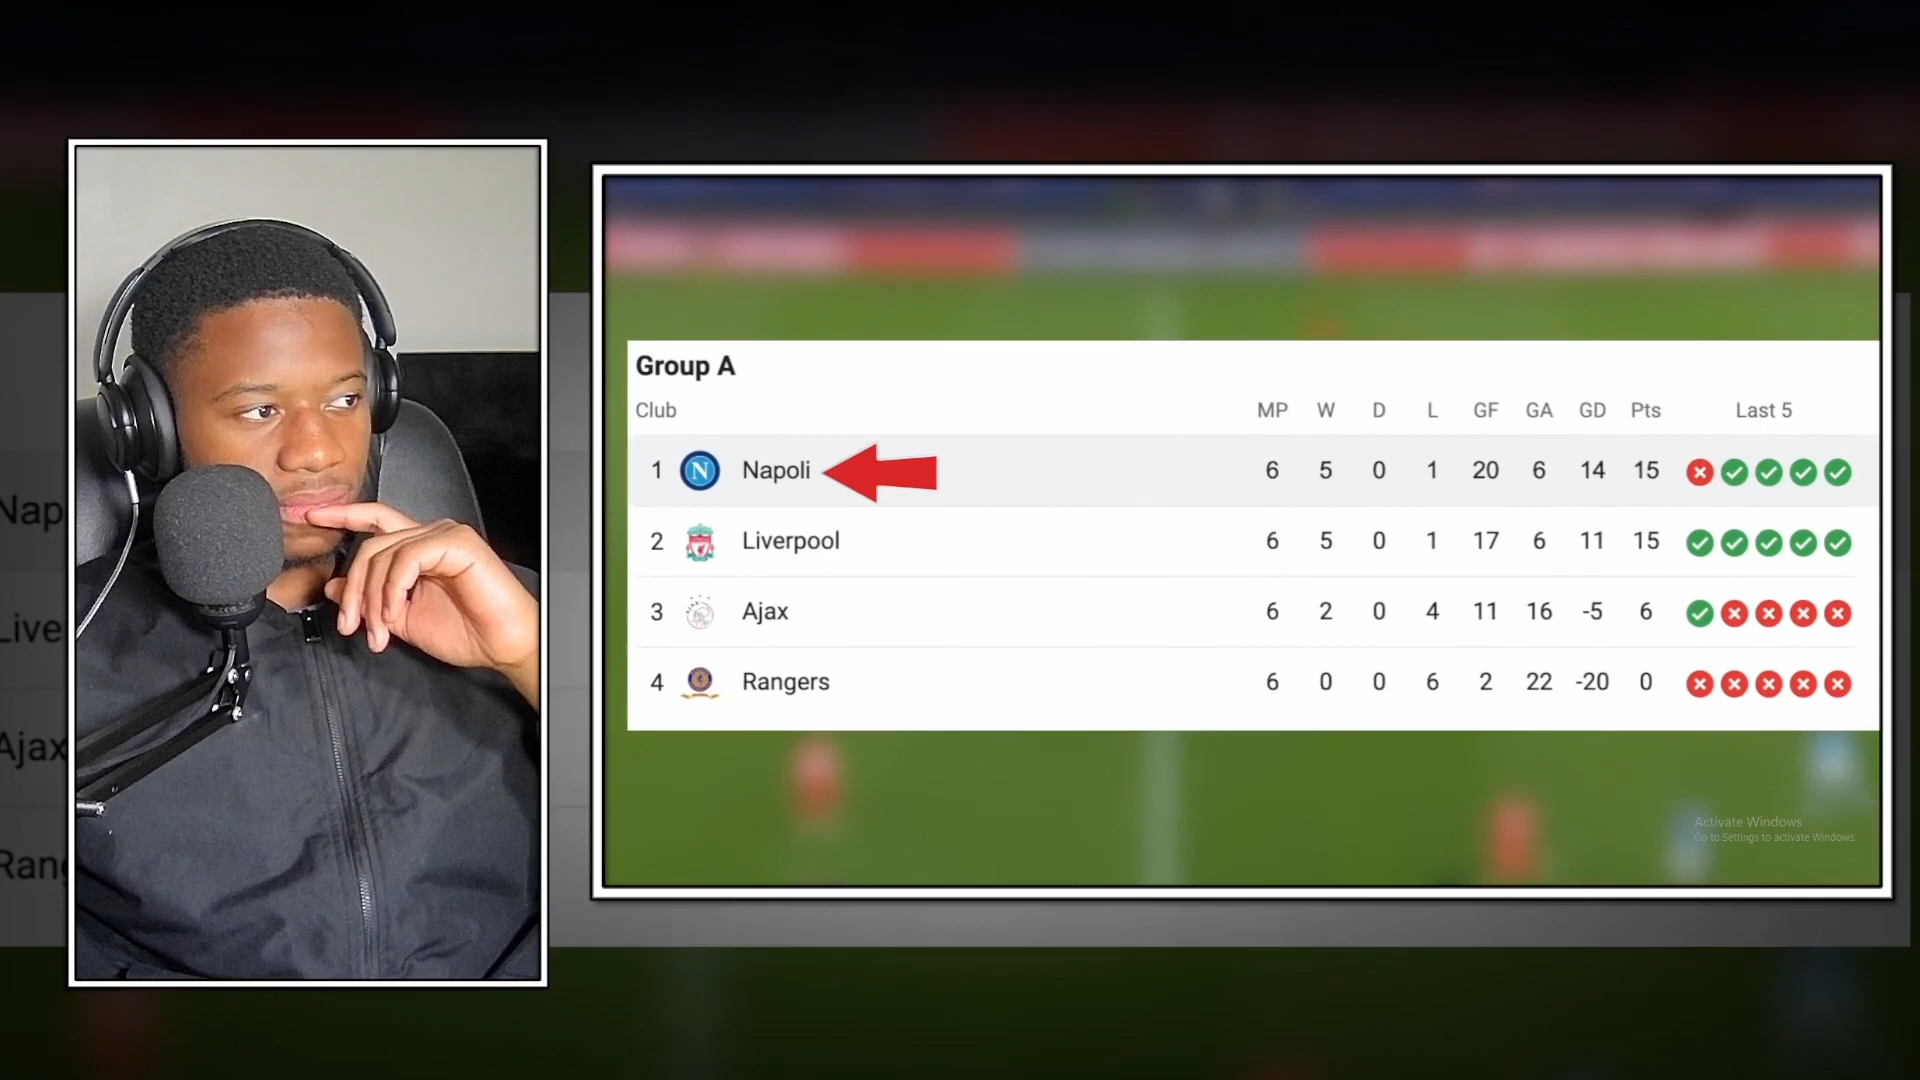 Group A
Club MP W D L GF GA GD Pts Last 5
1 N Napoli 6 5 0 1 20 6 14 15
2 Liverpool 6 5 0 1 17 6 11 15
3 Ajax 6 2 0 4 11 16 -5 6
4 Rangers 6 0 0 6 2 22 -20 0
Activate Windows
Go to Settings to activate Windows.
Nap
Live
Ajax
Rang